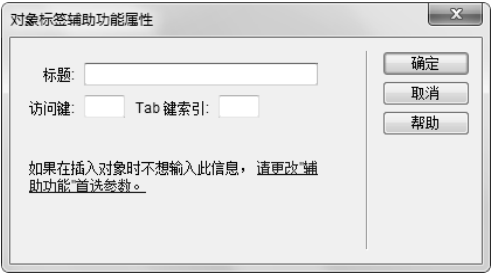 对象标签辅助功能属性
标题:
访问键: Tab 键索引:
如果在插入对象时不想输入此信息，请更改"辅
助功能"首选参数。
确定
取消
帮助